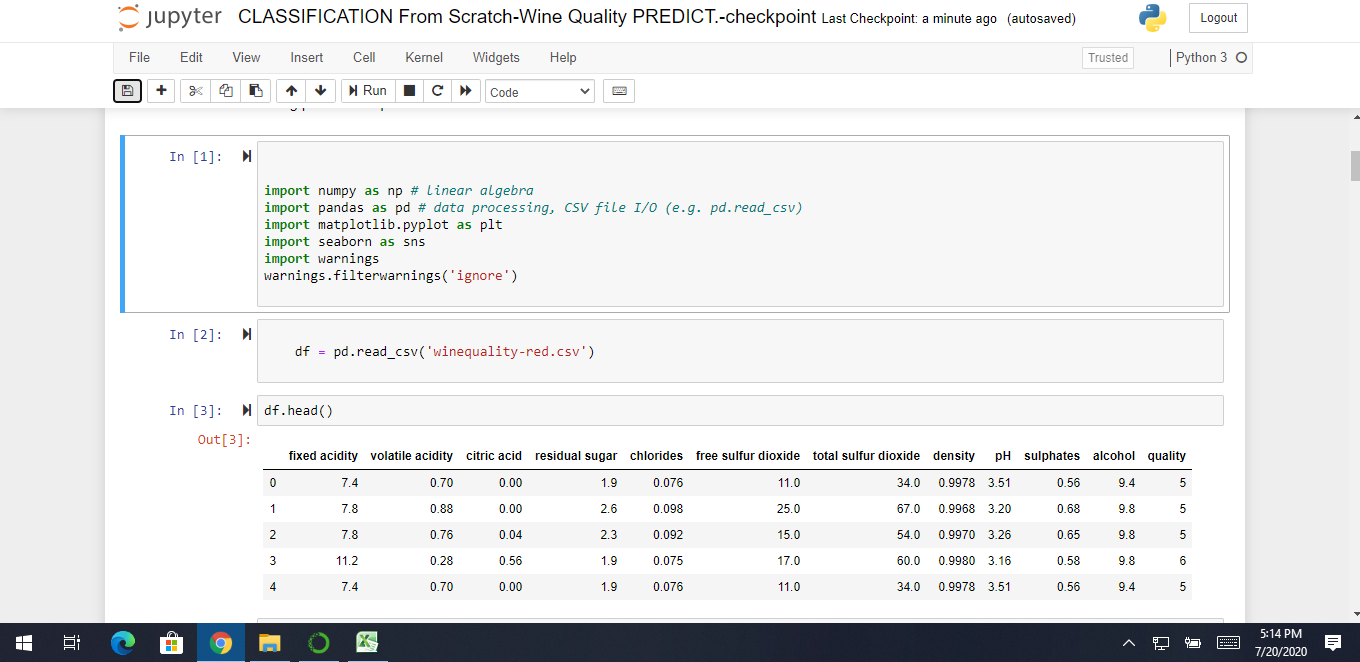 jupyter CLASSIFICATION From Scratch-Wine Quality PREDICT.-checkpoint Last Checkpoint: a minute ago (autosaved) Logout
File Edit View Insert Cell Kernel Widgets Help Trusted Python 3
Run Code
In [1]:
import numpy as np # linear algebra
import pandas as pd # data processing, CSV file I/O (e.g. pd.read_csv)
import matplotlib.pyplot as plt
import seaborn as sns
import warnings
warnings.filterwarnings('ignore')
In [2]:
df = pd.read_csv('winequality-red.csv')
In [3]: df.head()
Out[3]:
fixed acidity volatile acidity citric acid residual sugar chlorides free sulfur dioxide total sulfur dioxide density pH sulphates alcohol quality
0 7.4 0.70 0.00 1.9 0.076 11.0 34.0 0.9978 3.51 0.56 9.4 5
1 7.8 0.88 0.00 2.6 0.098 25.0 67.0 0.9968 3.20 0.68 9.8 5
2 7.8 0.76 0.04 2.3 0.092 15.0 54.0 0.9970 3.26 0.65 9.8 5
3 11.2 0.28 0.56 1.9 0.075 17.0 60.0 0.9980 3.16 0.58 9.8 6
4 7.4 0.70 0.00 1.9 0.076 11.0 34.0 0.9978 3.51 0.56 9.4 5
5:14 PM
7/20/2020